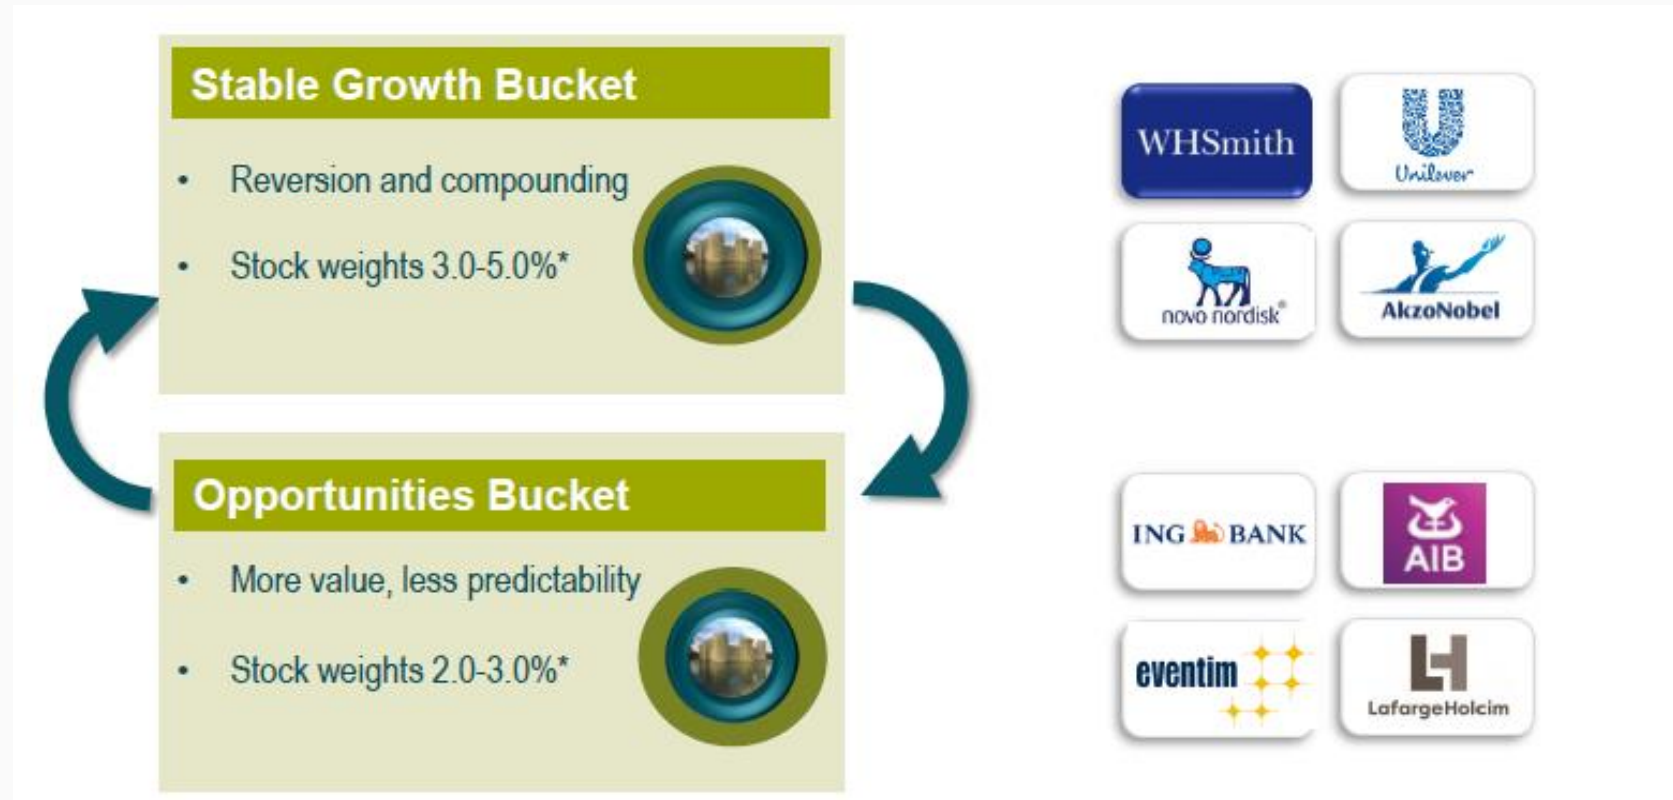 Stable Growth Bucket
• Reversion and compounding
• Stock weights 3.0-5.0%*
WHSmith
Unilever
novo nordisk®
AkzoNobel
Opportunities Bucket
• More value, less predictability
• Stock weights 2.0-3.0%*
ING BANK
AIB
eventim
LafargeHolcim